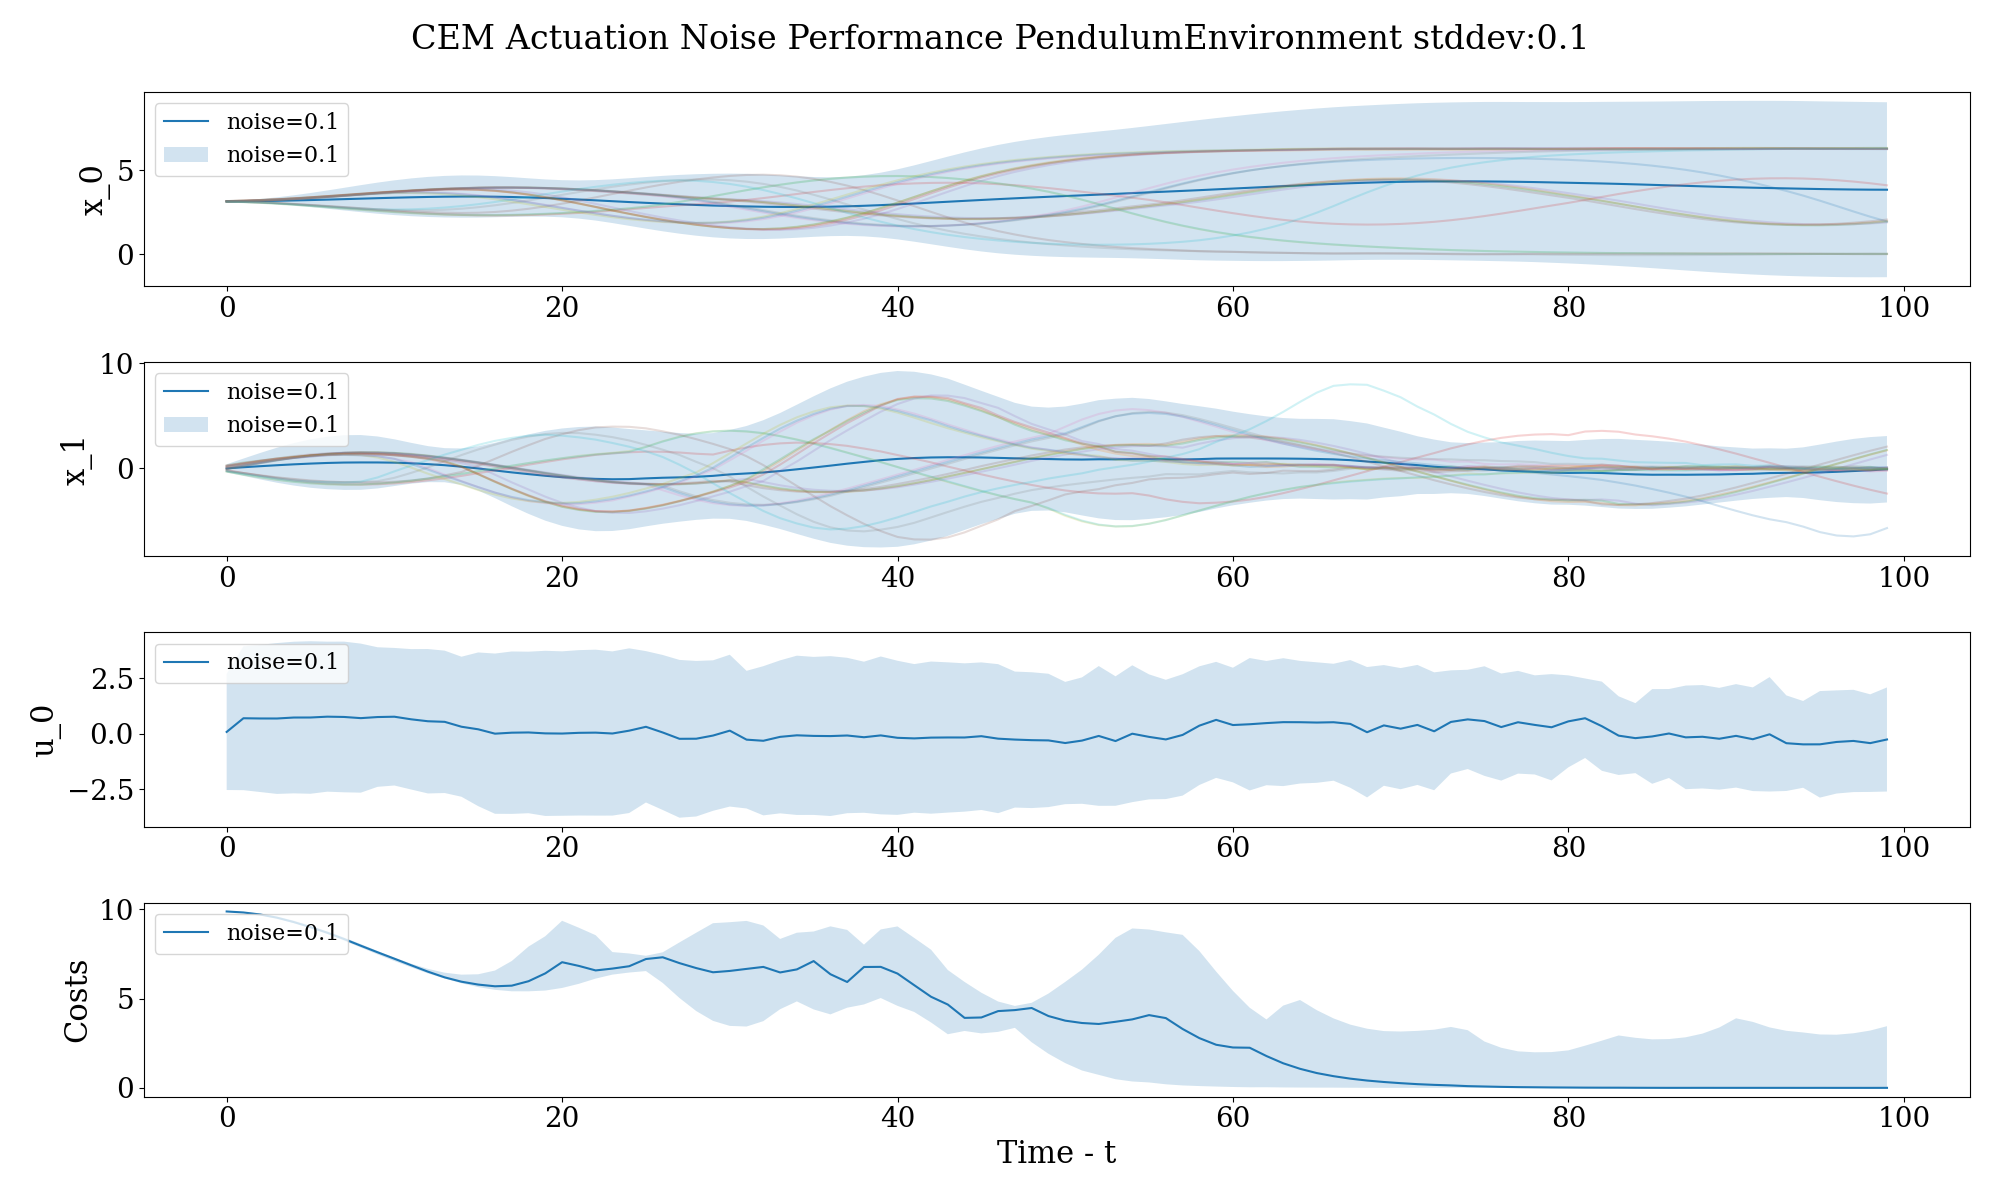 CEM Actuation Noise Performance PendulumEnvironment stddev:0.1
x_0
5
0
noise=0.1
noise=0.1
0 20 40 60 80 100
x_1
10
0
noise=0.1
noise=0.1
0 20 40 60 80 100
u_0
2.5
0.0
−2.5
noise=0.1
0 20 40 60 80 100
Costs
10
5
0
noise=0.1
0 20 40 60 80 100
Time - t